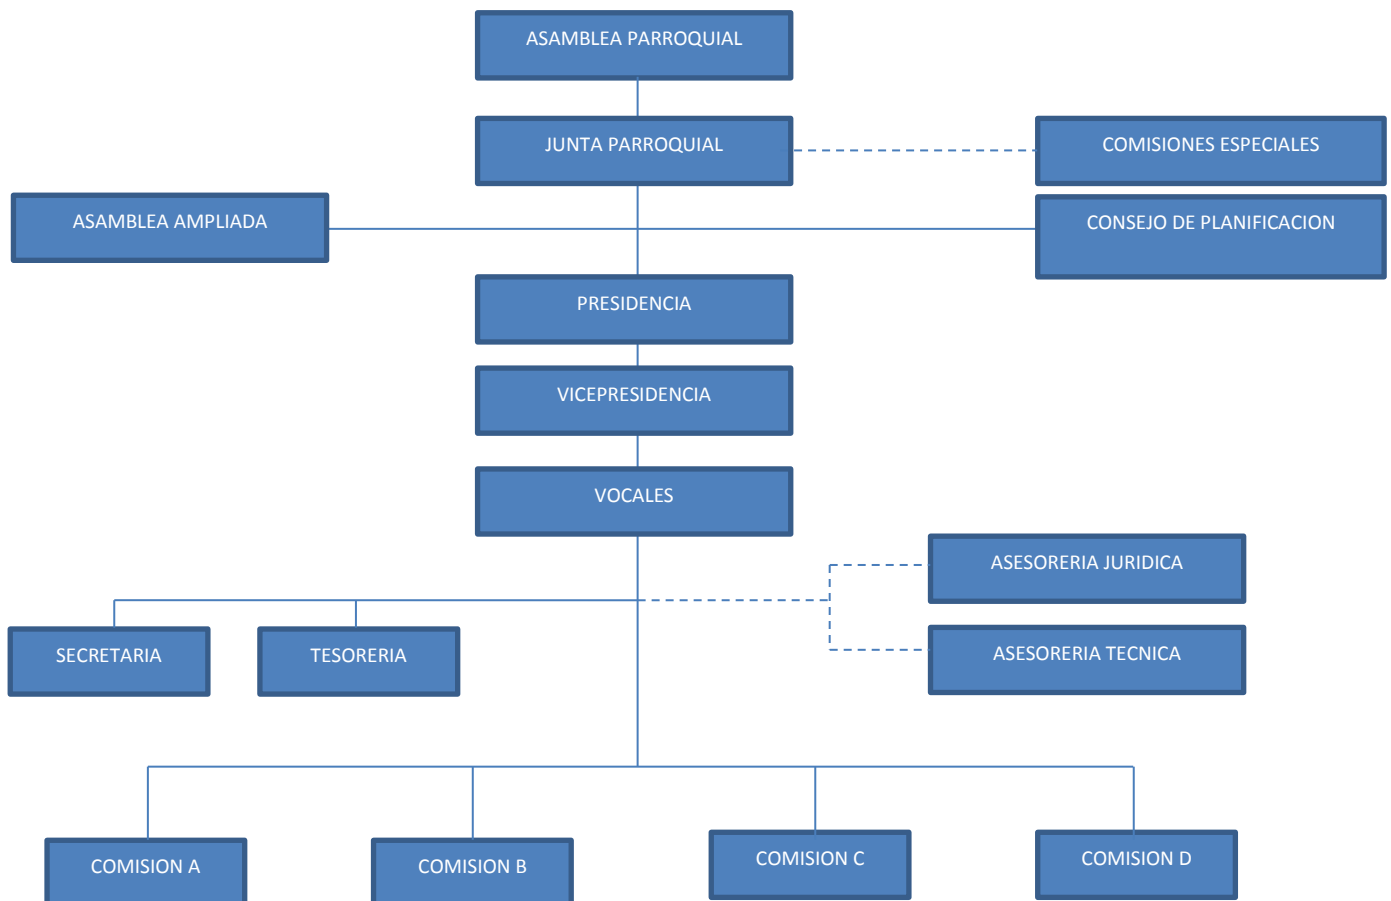 ASAMBLEA PARROQUIAL
JUNTA PARROQUIAL
COMISIONES ESPECIALES
ASAMBLEA AMPLIADA
CONSEJO DE PLANIFICACION
PRESIDENCIA
VICEPRESIDENCIA
VOCALES
ASESORERIA JURIDICA
SECRETARIA
TESORERIA
ASESORERIA TECNICA
COMISION A
COMISION B
COMISION C
COMISION D